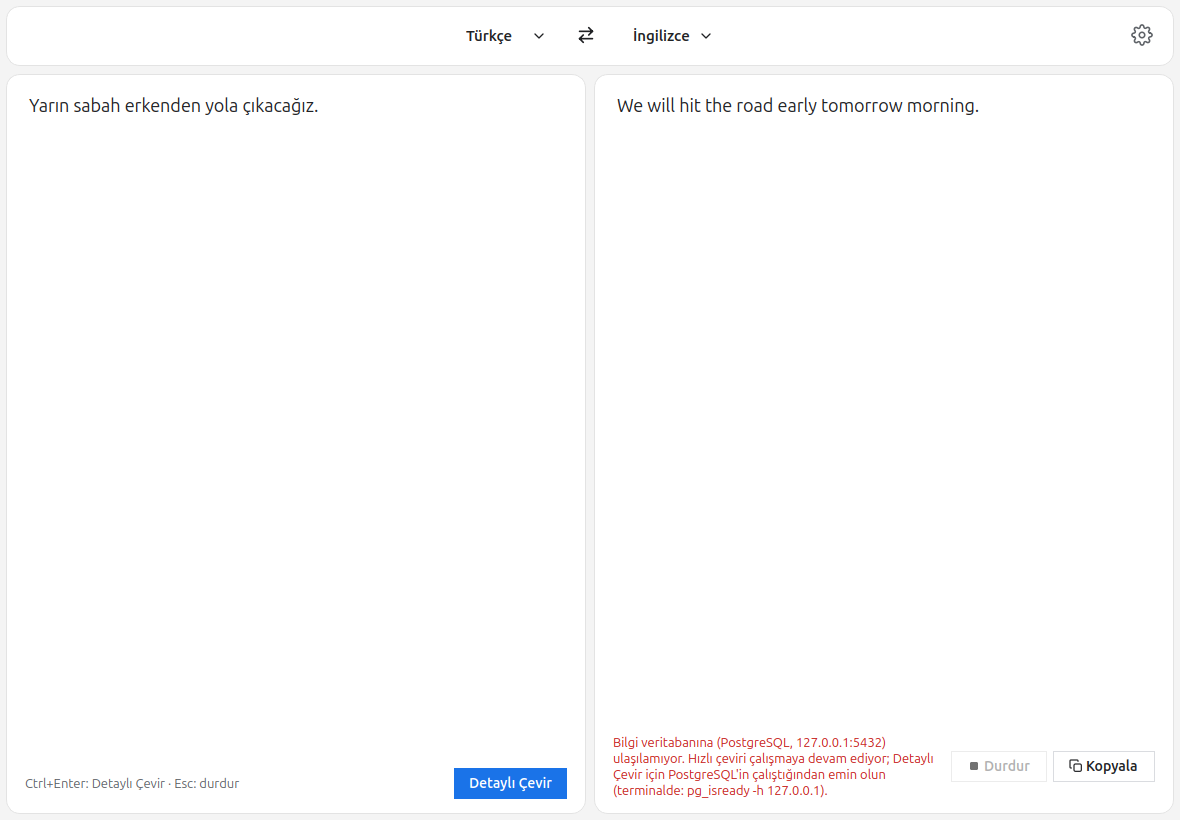 Türkçe
İngilizce
Yarın sabah erkenden yola çıkacağız.
We will hit the road early tomorrow morning.
Bilgi veritabanına (PostgreSQL, 127.0.0.1:5432)
ulaşılamıyor. Hızlı çeviri çalışmaya devam ediyor; Detaylı
Çevir için PostgreSQL'in çalıştığından emin olun
(terminalde: pg_isready -h 127.0.0.1).
Durdur
Kopyala
Ctrl+Enter: Detaylı Çevir · Esc: durdur
Detaylı Çevir